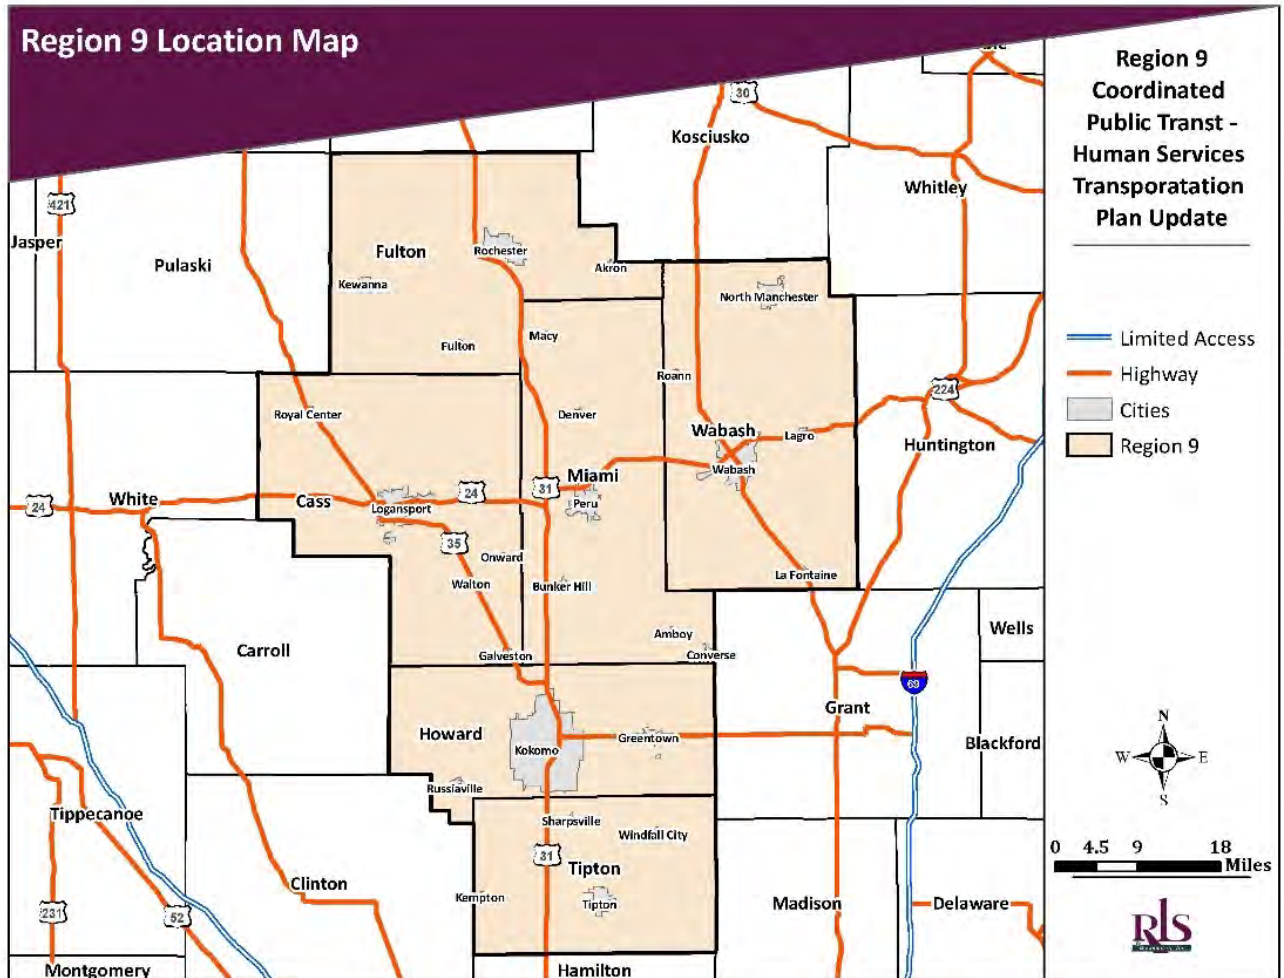 Region 9 Location Map
Region 9
Coordinated
Public Transt -
Human Services
Transporatation
Plan Update
Limited Access
Highway
Cities
Region 9
N
W
E
S
0 4.5 9 18
Miles
RLS
30
Kosciusko
Whitley
421
Jasper
Pulaski
Fulton
Rochester
Akron
Kewanna
North Manchester
Macy
Fulton
Roann
224
Royal Center
Denver
Wabash
Lagro
Huntington
Wabash
Miami
24
White
Cass
24
31
Logansport
Peru
35
Onward
Walton
Bunker Hill
La Fontaine
Amboy
Wells
Carroll
Galveston
Converse
69
Grant
Howard
Kokomo
Greentown
Blackford
Russiaville
Tippecanoe
Sharpsville
Windfall City
31
Tipton
Clinton
Kempton
Tipton
Madison
Delaware
231
52
Montgomery
Hamilton